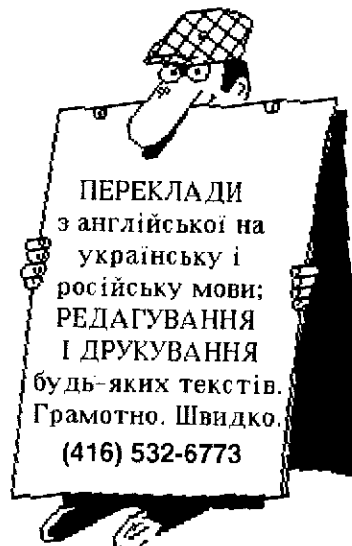 ПЕРЕКЛАДИ
з англійської на
українську і
російську мови;
РЕДАГУВАННЯ
І ДРУКУВАННЯ
будь-яких текстів.
Грамотно. Швидко.
(416) 532-6773